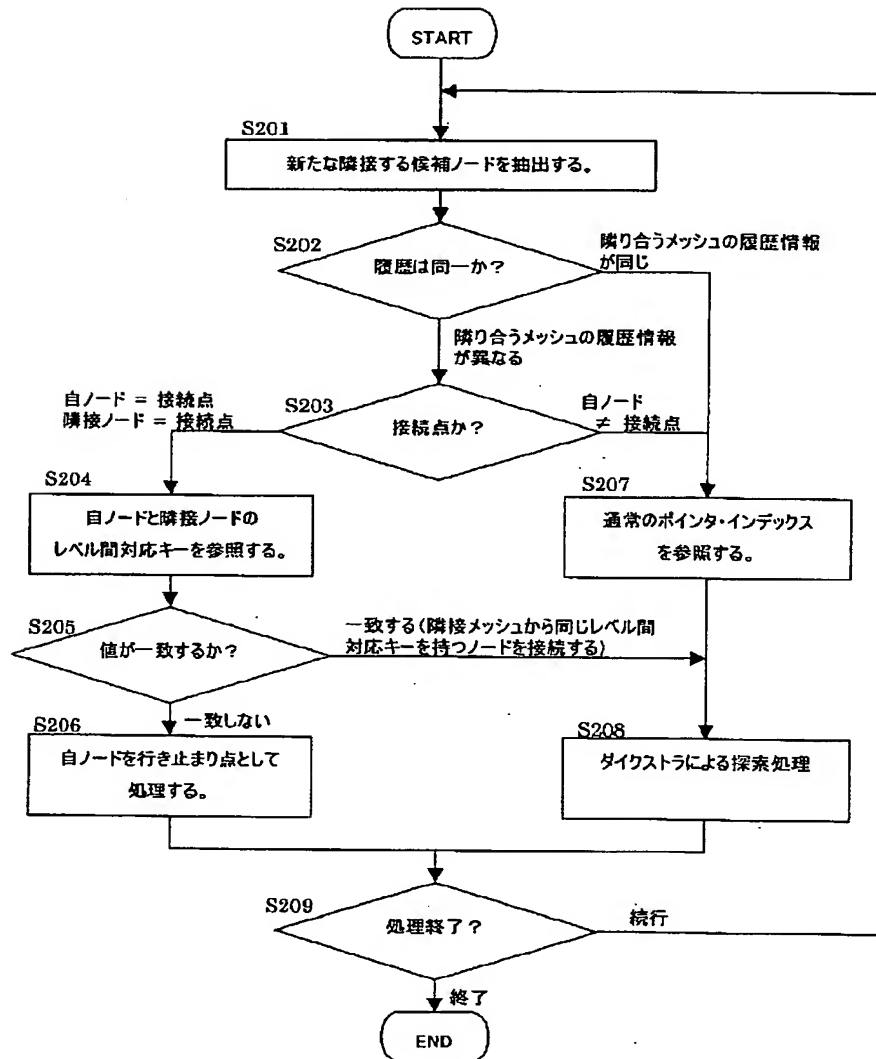 START
S201
新たな隣接する候補ノードを抽出する。
S202
履歴は同一か？
隣り合うメッシュの履歴情報
が同じ
隣り合うメッシュの履歴情報
が異なる
自ノード = 接続点
隣接ノード = 接続点
S203
接続点か？
自ノード
≠ 接続点
S204
自ノードと隣接ノードの
レベル間対応キーを参照する。
S207
通常のポインタ・インデックス
を参照する。
S205
値が一致するか？
一致する(隣接メッシュから同じレベル間
対応キーを持つノードを接続する)
一致しない
S206
自ノードを行き止まり点として
処理する。
S208
ダイクストラによる探索処理
S209
処理終了？
続行
終了
END